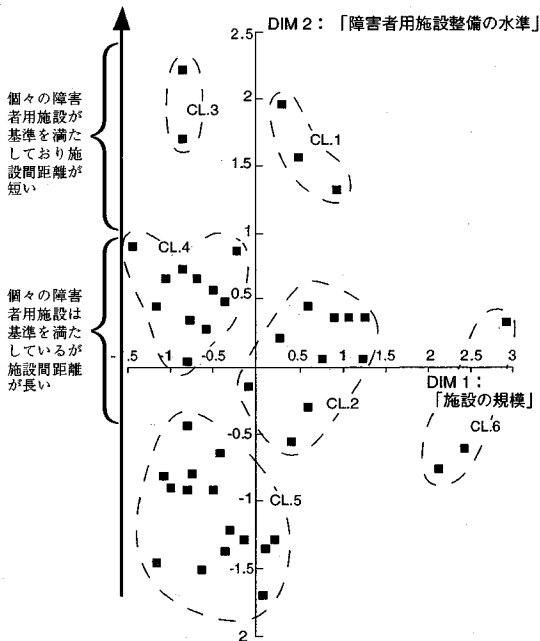 DIM 2：「障害者用施設整備の水準」
個々の障害
者用施設が
基準を満た
しており施
設間距離が
短い
個々の障害
者用施設は
基準を満た
しているが
施設間距離
が長い
2.5
2
1.5
1
0.5
-0.5
-1
-1.5
2
.5
-1
-0.5
0
0.5
1
1.5
2
2.5
3
DIM 1：
「施設の規模」
CL.3
CL.1
CL.4
CL.2
CL.6
CL.5